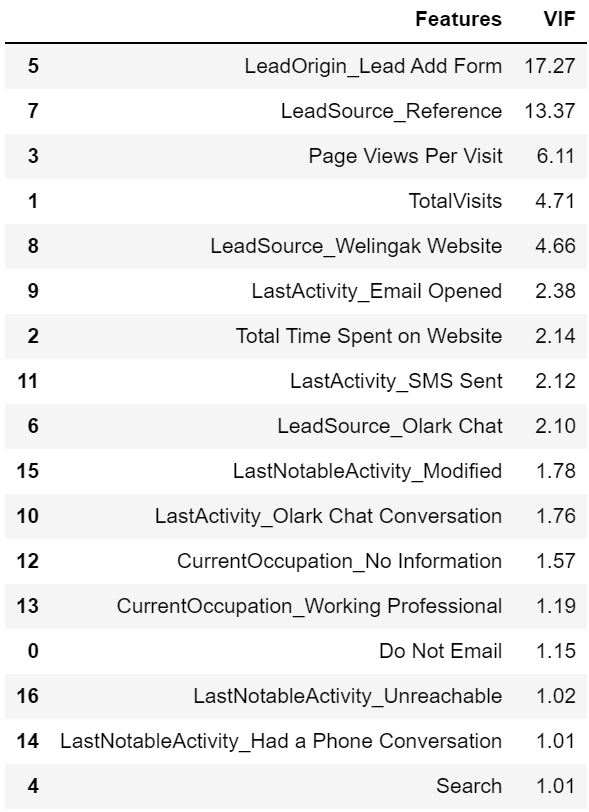 Features VIF
5 LeadOrigin_Lead Add Form 17.27
7 LeadSource_Reference 13.37
3 Page Views Per Visit 6.11
1 TotalVisits 4.71
8 LeadSource_Welingak Website 4.66
9 LastActivity_Email Opened 2.38
2 Total Time Spent on Website 2.14
11 LastActivity_SMS Sent 2.12
6 LeadSource_Olark Chat 2.10
15 LastNotableActivity_Modified 1.78
10 LastActivity_Olark Chat Conversation 1.76
12 CurrentOccupation_No Information 1.57
13 CurrentOccupation_Working Professional 1.19
0 Do Not Email 1.15
16 LastNotableActivity_Unreachable 1.02
14 LastNotableActivity_Had a Phone Conversation 1.01
4 Search 1.01